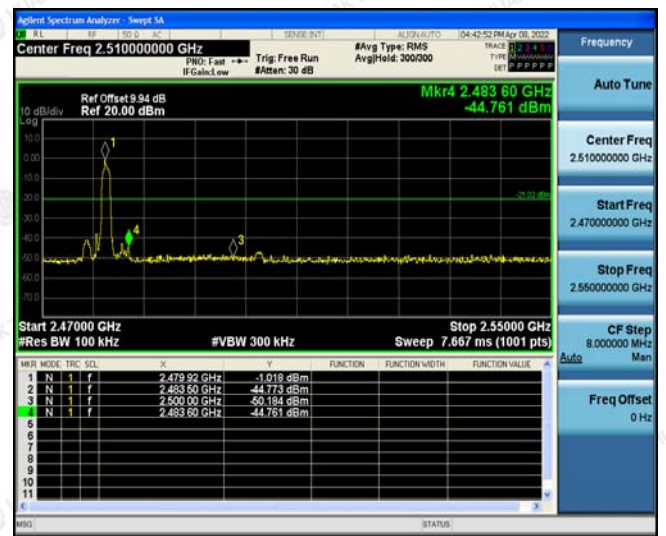 Agilent Spectrum Analyzer - Swept SA
RL RF 50 Ω AC SENSE:INT ALIGNAUTO 04:42:52 PM Apr 08, 2022
Center Freq 2.510000000 GHz #Avg Type: RMS TRACE 1 2 3 4 5 6
PNO: Fast Trig: Free Run Avg|Hold: 300/300 TYPE
IFGain:Low #Atten: 30 dB DET P P P P P P
Frequency
Auto Tune
Center Freq
2.510000000 GHz
Start Freq
2.470000000 GHz
Stop Freq
2.550000000 GHz
CF Step
8.000000 MHz
Auto Man
Freq Offset
0 Hz
Mkr4 2.483 60 GHz
-44.761 dBm
Ref Offset 9.94 dB
10 dB/div Ref 20.00 dBm
Log
10.0
0.00
-10.0
-20.0
-30.0
-40.0
-50.0
-60.0
-70.0
1
4
3
-21.02 dBm
Start 2.47000 GHz Stop 2.55000 GHz
#Res BW 100 kHz #VBW 300 kHz Sweep 7.667 ms (1001 pts)
MKR MODE TRC SCL X Y FUNCTION FUNCTION WIDTH FUNCTION VALUE
1 N 1 f 2.479 92 GHz -1.018 dBm
2 N 1 f 2.483 50 GHz -44.773 dBm
3 N 1 f 2.500 00 GHz -50.184 dBm
4 N 1 f 2.483 60 GHz -44.761 dBm
5
6
7
8
9
10
11
MSG STATUS